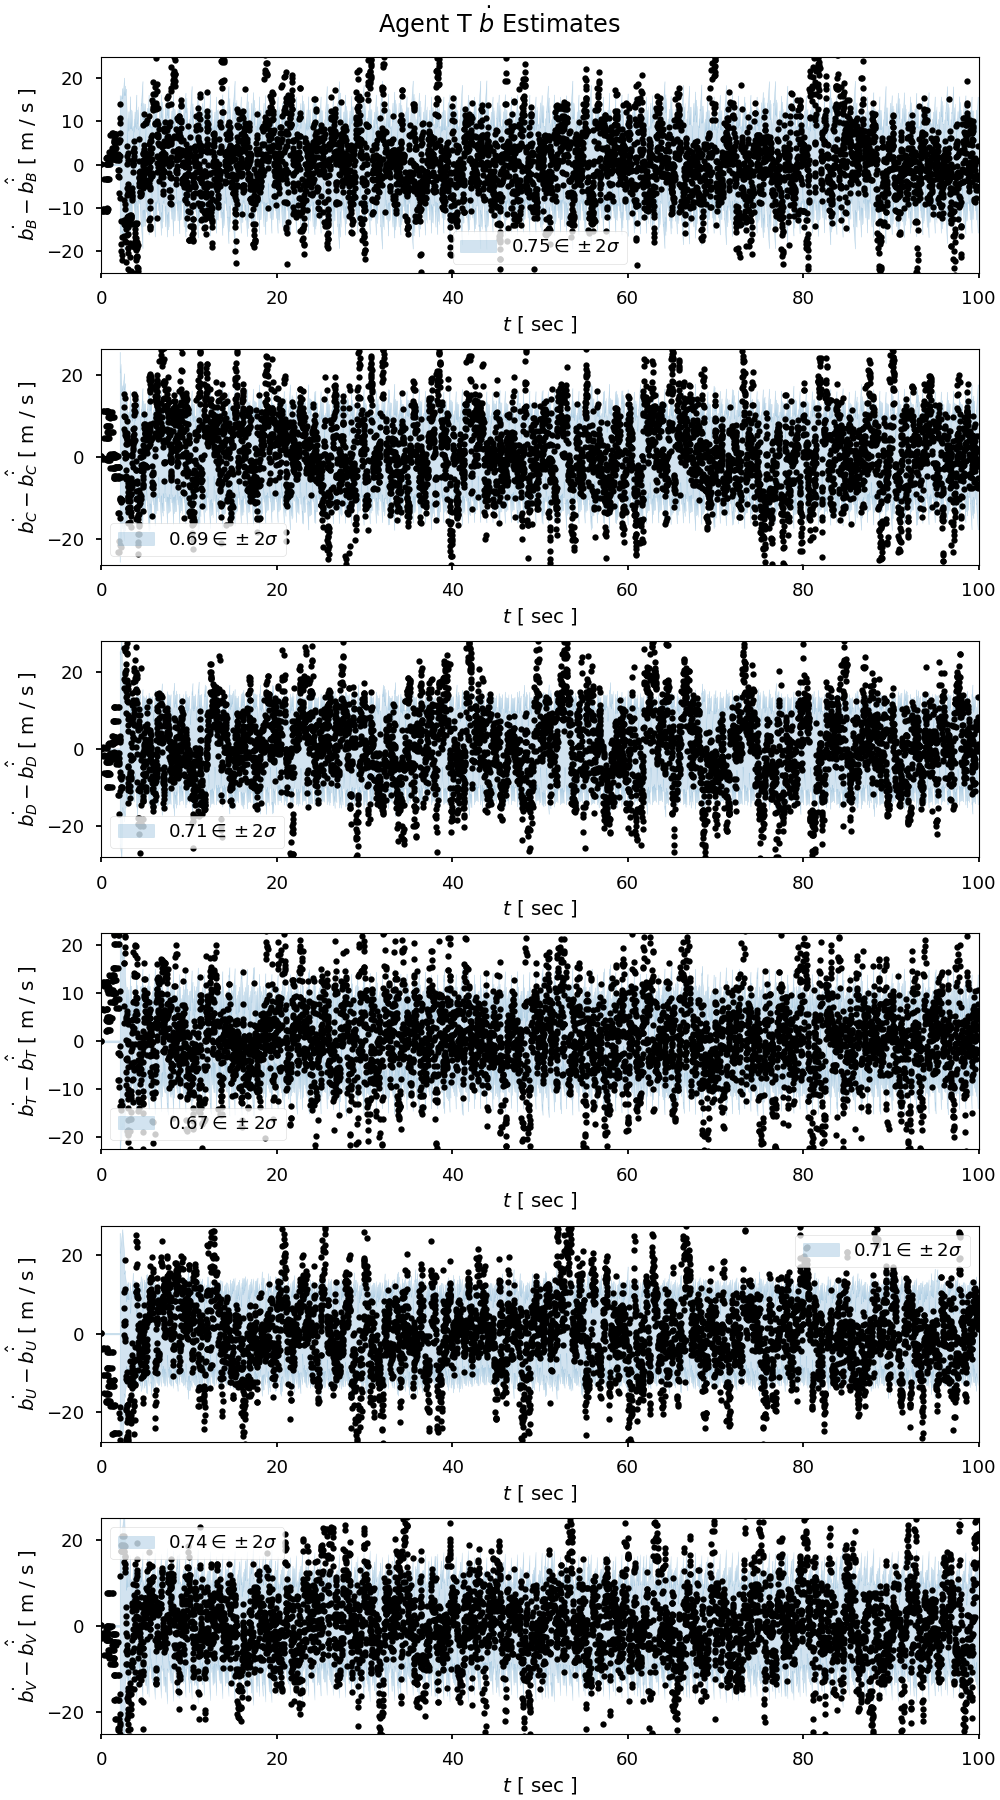 Agent T ḃ Estimates
ḃ_B − b̂̇_B [ m / s ]
20
10
0
−10
−20
0.75 ∈ ±2σ
0 20 40 60 80 100
t [ sec ]
ḃ_C − b̂̇_C [ m / s ]
20
0
−20
0.69 ∈ ±2σ
0 20 40 60 80 100
t [ sec ]
ḃ_D − b̂̇_D [ m / s ]
20
0
−20
0.71 ∈ ±2σ
0 20 40 60 80 100
t [ sec ]
ḃ_T − b̂̇_T [ m / s ]
20
10
0
−10
−20
0.67 ∈ ±2σ
0 20 40 60 80 100
t [ sec ]
ḃ_U − b̂̇_U [ m / s ]
20
0
−20
0.71 ∈ ±2σ
0 20 40 60 80 100
t [ sec ]
ḃ_V − b̂̇_V [ m / s ]
20
0
−20
0.74 ∈ ±2σ
0 20 40 60 80 100
t [ sec ]